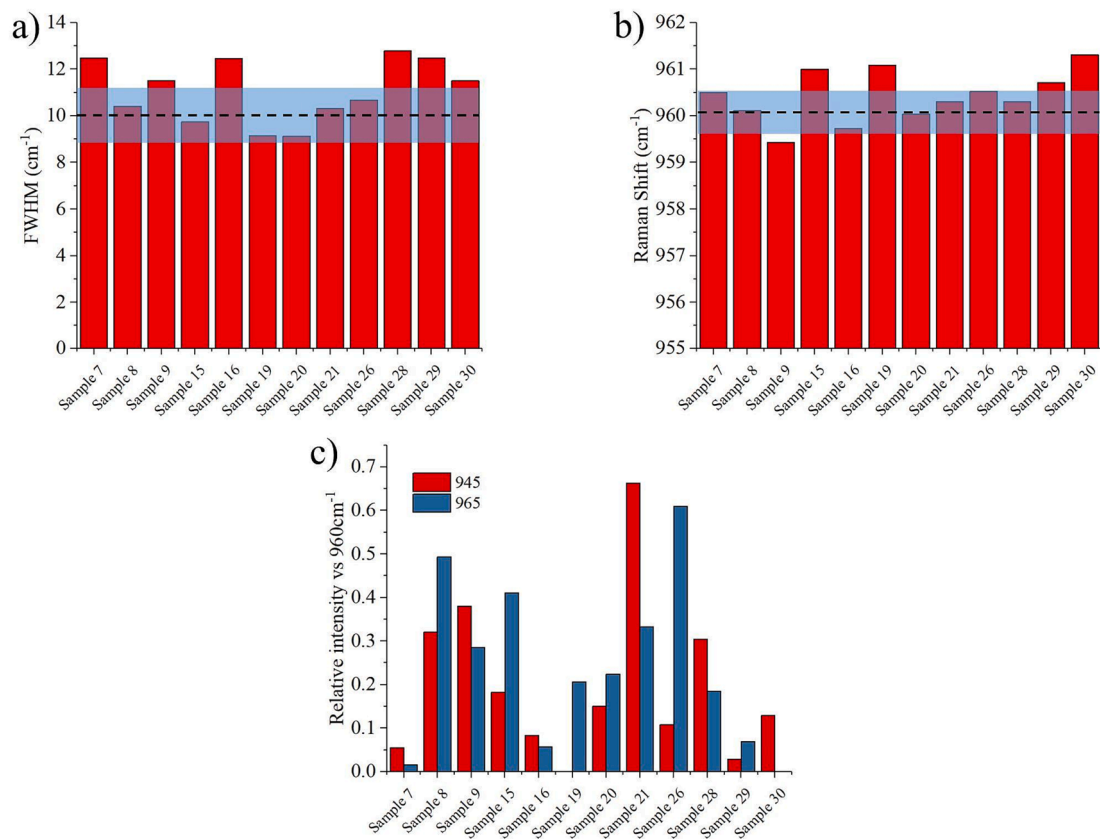 a)
14
12
10
8
6
4
2
0
FWHM (cm⁻¹)
Sample 7
Sample 8
Sample 9
Sample 15
Sample 16
Sample 19
Sample 20
Sample 21
Sample 26
Sample 28
Sample 29
Sample 30
b)
962
961
960
959
958
957
956
955
Raman Shift (cm⁻¹)
Sample 7
Sample 8
Sample 9
Sample 15
Sample 16
Sample 19
Sample 20
Sample 21
Sample 26
Sample 28
Sample 29
Sample 30
c)
0.7
0.6
0.5
0.4
0.3
0.2
0.1
0.0
Relative intensity vs 960cm⁻¹
945
965
Sample 7
Sample 8
Sample 9
Sample 15
Sample 16
Sample 19
Sample 20
Sample 21
Sample 26
Sample 28
Sample 29
Sample 30